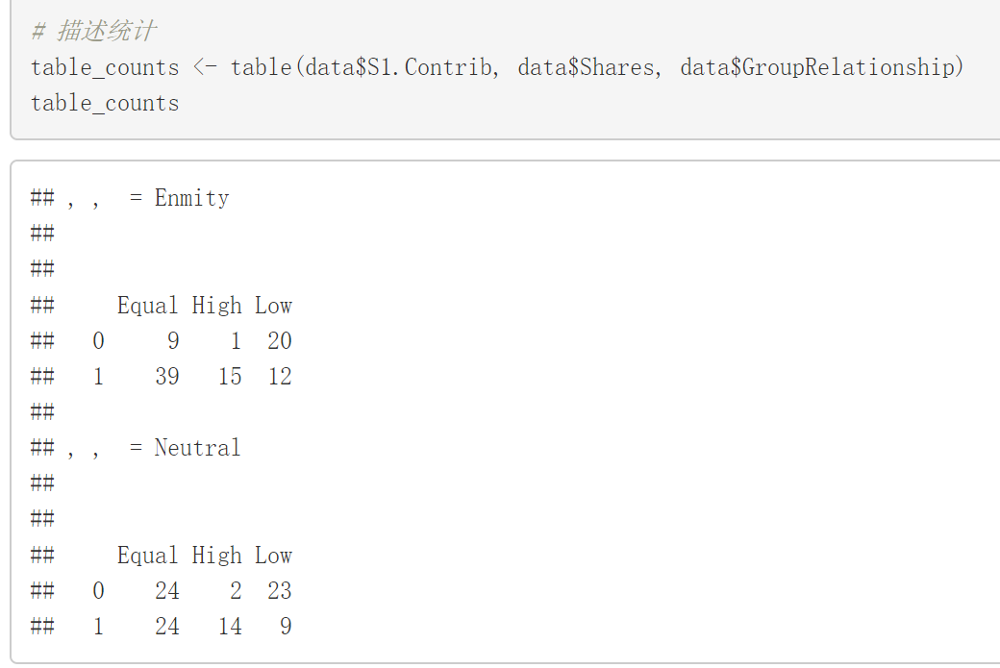 # 描述统计
table_counts <- table(data$S1.Contrib, data$Shares, data$GroupRelationship)
table_counts
## , ,  = Enmity
##
##
##     Equal High Low
##   0     9    1  20
##   1    39   15  12
##
## , ,  = Neutral
##
##
##     Equal High Low
##   0    24    2  23
##   1    24   14   9